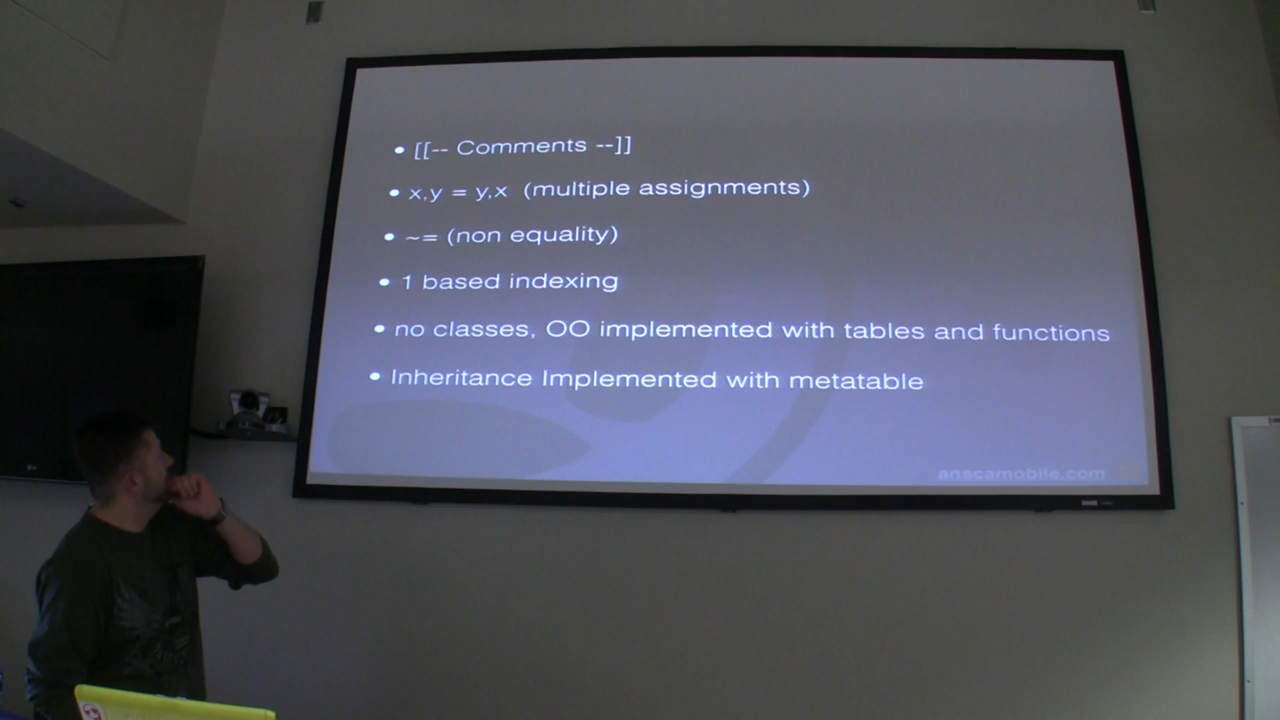 • [[-- Comments --]]
• x,y = y,x (multiple assignments)
• ~= (non equality)
• 1 based indexing
• no classes, OO implemented with tables and functions
• Inheritance Implemented with metatable
anscamobile.com